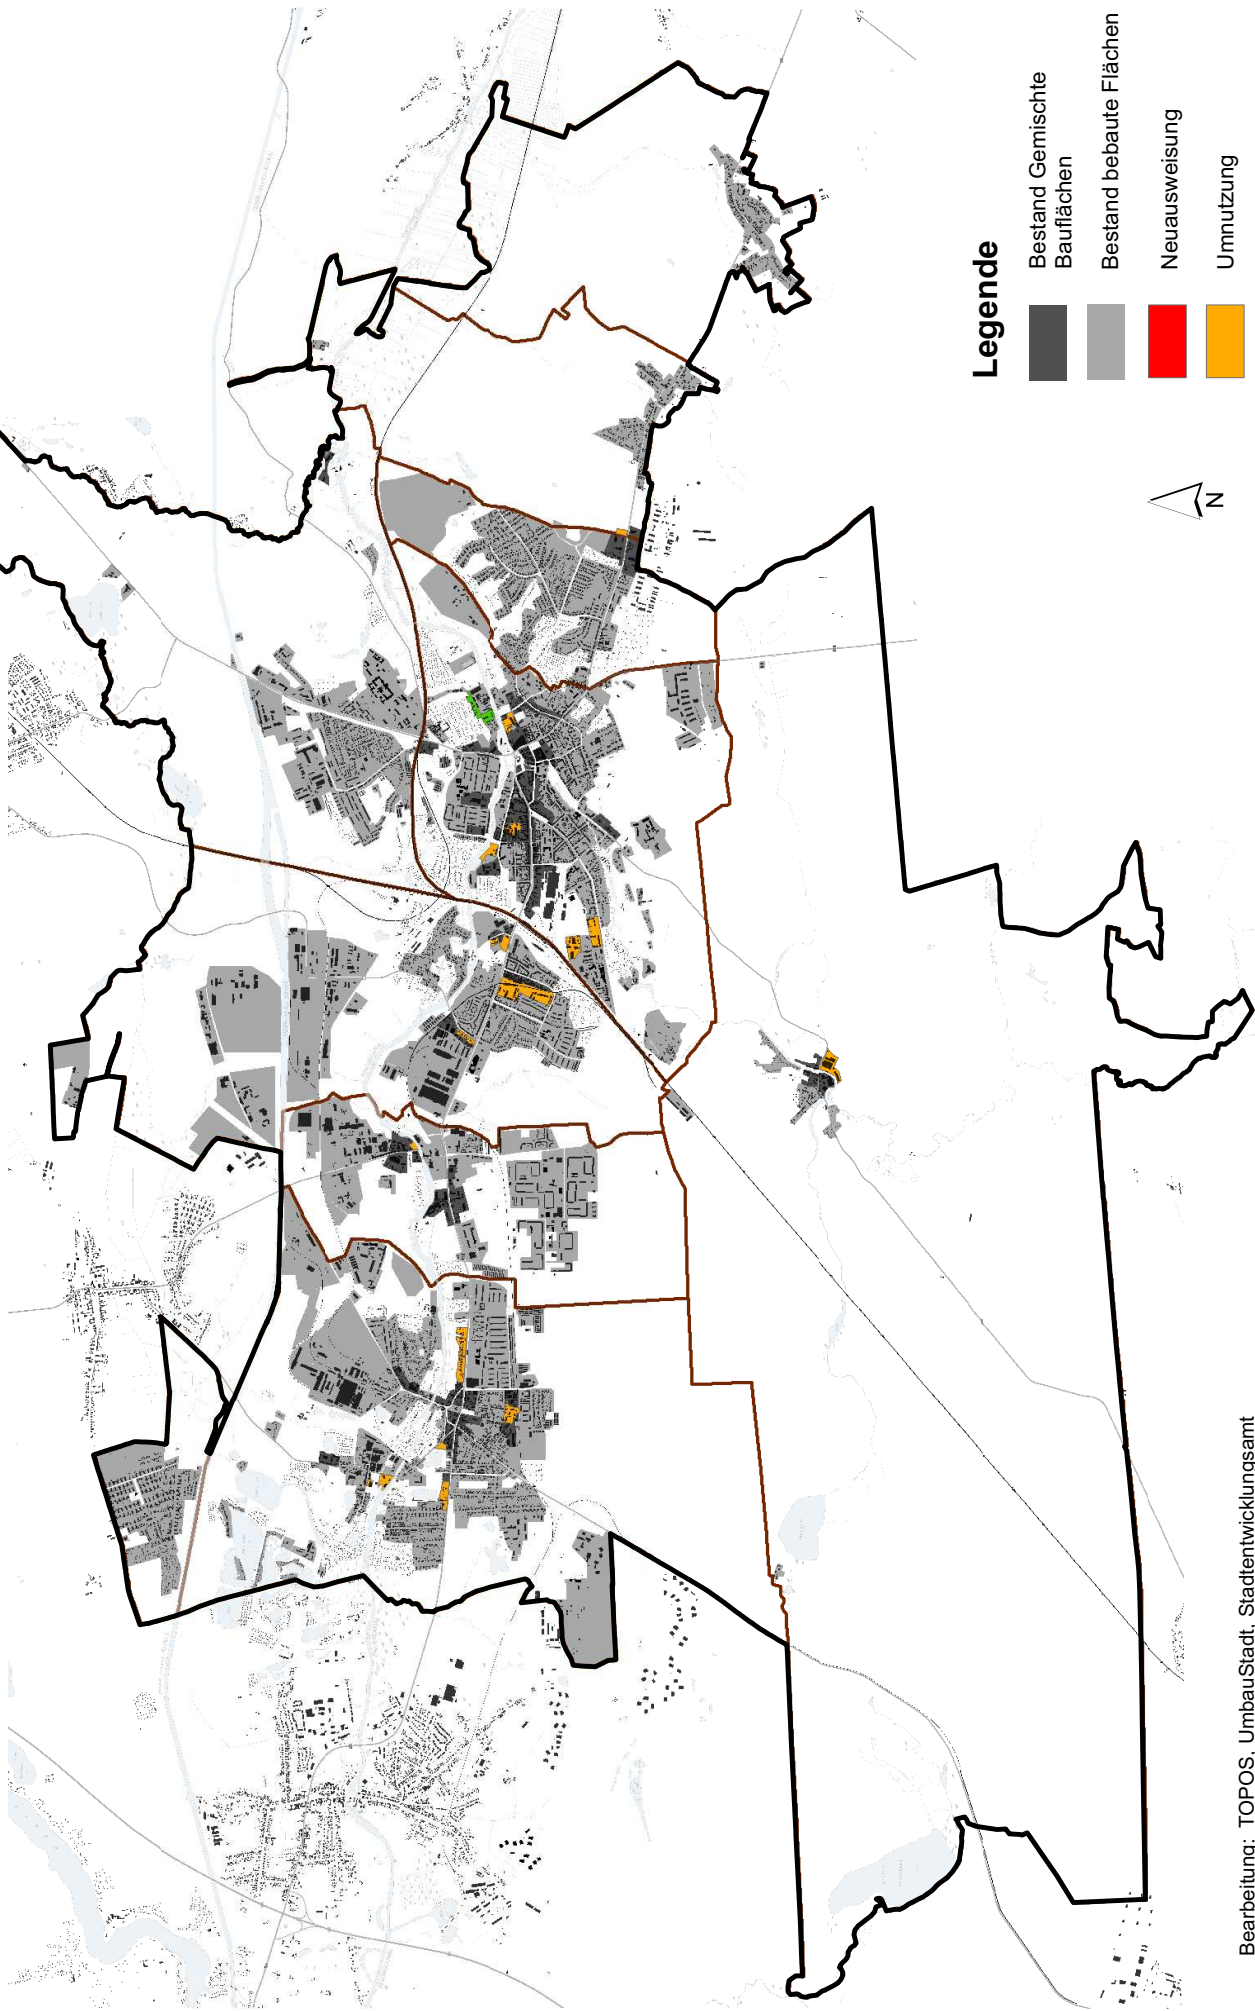 Legende
Bestand Gemischte
Bauflächen
Bestand bebaute Flächen
Neuausweisung
Umnutzung
N
Bearbeitung: TOPOS, UmbauStadt, Stadtentwicklungsamt